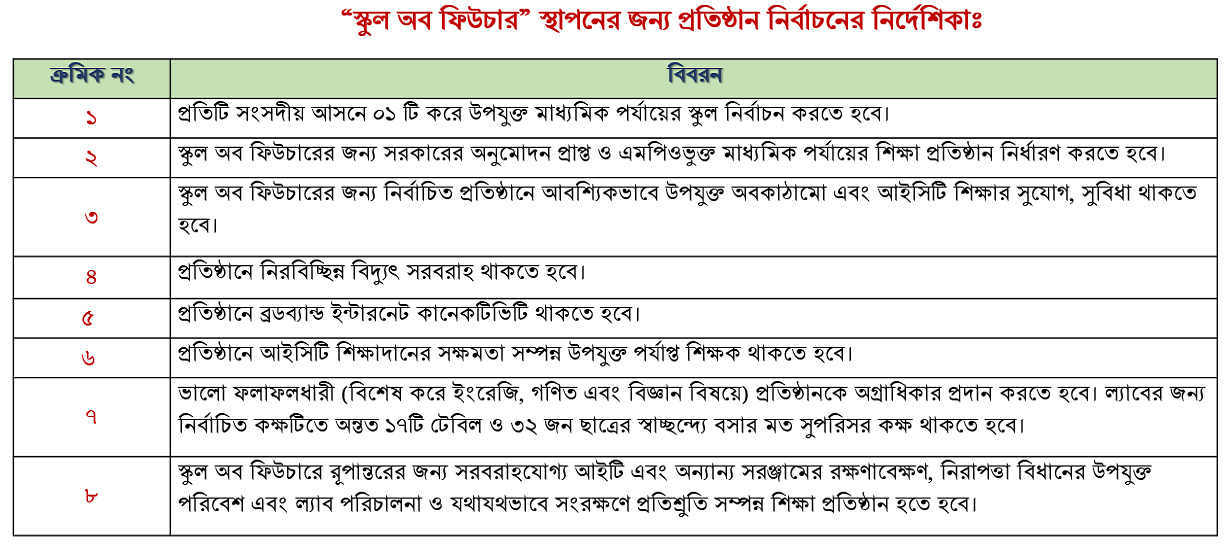 “স্কুল অব ফিউচার” স্থাপনের জন্য প্রতিষ্ঠান নির্বাচনের নির্দেশিকাঃ
ক্রমিক নং বিবরন
১ প্রতিটি সংসদীয় আসনে ০১ টি করে উপযুক্ত মাধ্যমিক পর্যায়ের স্কুল নির্বাচন করতে হবে।
২ স্কুল অব ফিউচারের জন্য সরকারের অনুমোদন প্রাপ্ত ও এমপিওভুক্ত মাধ্যমিক পর্যায়ের শিক্ষা প্রতিষ্ঠান নির্ধারণ করতে হবে।
৩ স্কুল অব ফিউচারের জন্য নির্বাচিত প্রতিষ্ঠানে আবশ্যিকভাবে উপযুক্ত অবকাঠামো এবং আইসিটি শিক্ষার সুযোগ, সুবিধা থাকতে
হবে।
৪ প্রতিষ্ঠানে নিরবিচ্ছিন্ন বিদ্যুৎ সরবরাহ থাকতে হবে।
৫ প্রতিষ্ঠানে ব্রডব্যান্ড ইন্টারনেট কানেকটিভিটি থাকতে হবে।
৬ প্রতিষ্ঠানে আইসিটি শিক্ষাদানের সক্ষমতা সম্পন্ন উপযুক্ত পর্যাপ্ত শিক্ষক থাকতে হবে।
৭ ভালো ফলাফলধারী (বিশেষ করে ইংরেজি, গণিত এবং বিজ্ঞান বিষয়ে) প্রতিষ্ঠানকে অগ্রাধিকার প্রদান করতে হবে। ল্যাবের জন্য
নির্বাচিত কক্ষটিতে অন্তত ১৭টি টেবিল ও ৩২ জন ছাত্রের স্বাচ্ছন্দ্যে বসার মত সুপরিসর কক্ষ থাকতে হবে।
৮ স্কুল অব ফিউচারে রূপান্তরের জন্য সরবরাহযোগ্য আইটি এবং অন্যান্য সরঞ্জামের রক্ষণাবেক্ষণ, নিরাপত্তা বিধানের উপযুক্ত
পরিবেশ এবং ল্যাব পরিচালনা ও যথাযথভাবে সংরক্ষণে প্রতিশ্রুতি সম্পন্ন শিক্ষা প্রতিষ্ঠান হতে হবে।